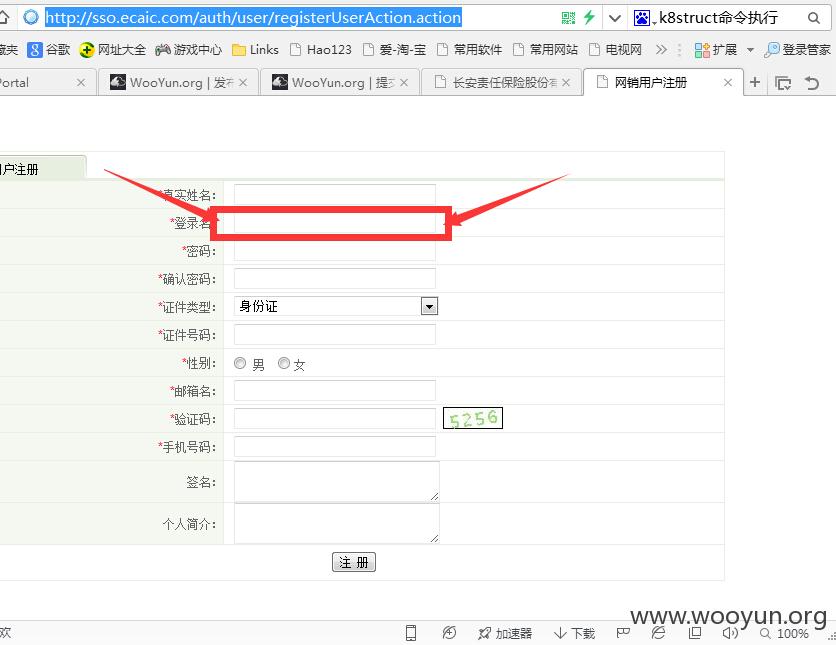 http://sso.ecaic.com/auth/user/registerUserAction.action
k8struct命令执行
藏夹 谷歌 网址大全 游戏中心 Links Hao123 爱-淘-宝 常用软件 常用网站 电视网 扩展 登录管家
Portal WooYun.org | 发布 WooYun.org | 提交 长安责任保险股份有 网销用户注册
用户注册
*真实姓名:
*登录名
*密码:
*确认密码:
*证件类型: 身份证
*证件号码:
*性别: 男 女
*邮箱名:
*验证码: 5256
*手机号码:
签名:
个人简介:
注 册
www.wooyun.org
欢 加速器 下载 100%